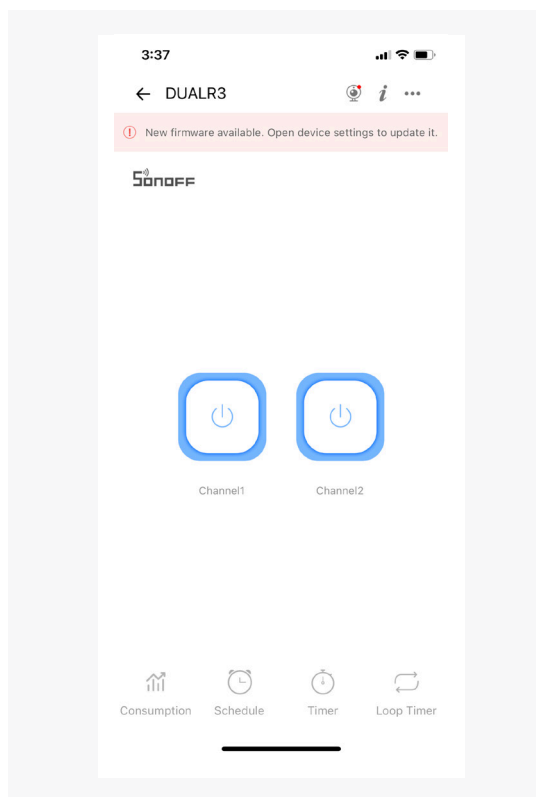 3:37
DUALR3
New firmware available. Open device settings to update it.
SONOFF
Channel1 Channel2
Consumption Schedule Timer Loop Timer